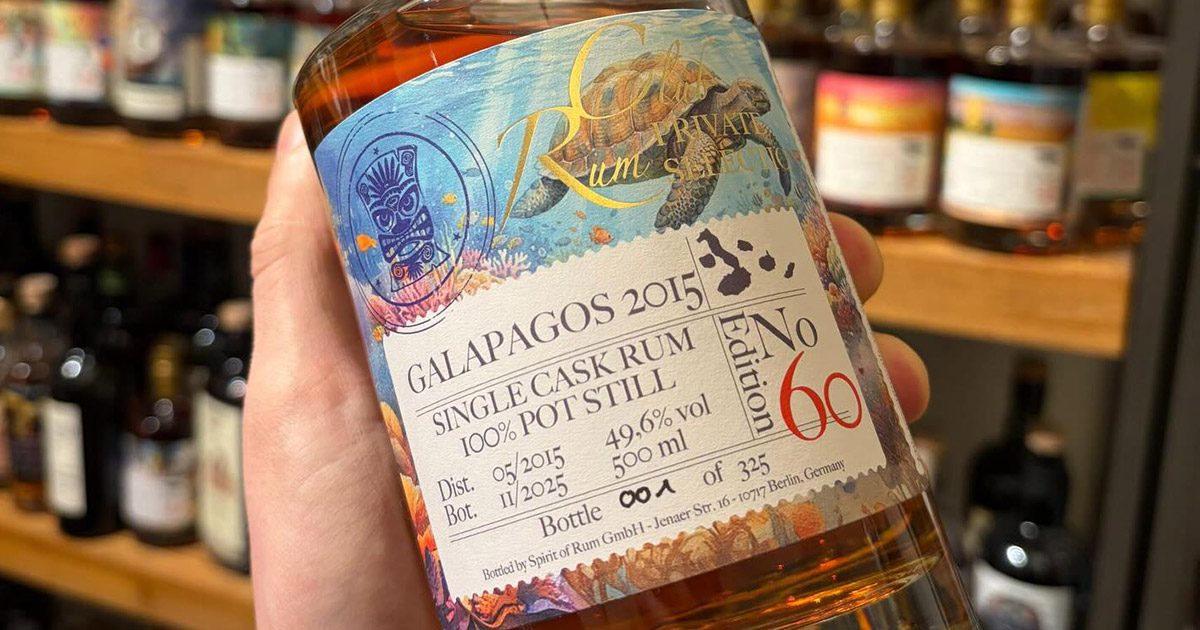 Rum
PRIVATE
GALAPAGOS 2015
SINGLE CASK RUM
100% POT STILL
Edition
No
60
Dist. 05/2015
Bot. 11/2025
49,6% vol
500 ml
Bottle 001 of 325
Bottled by Spirit of Rum GmbH - Jenaer Str. 16 - 10717 Berlin, Germany